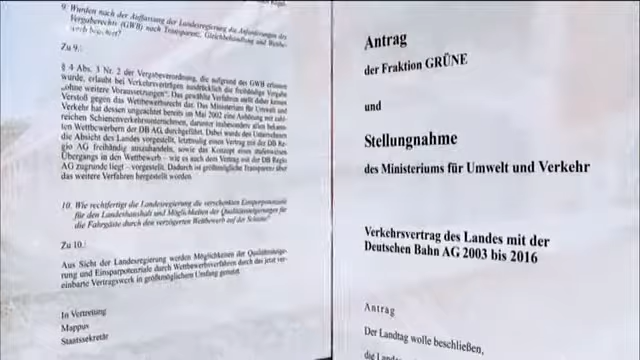 9. Wurden nach der Auffassung der Landesregierung die Anforderungen des
Vergaberechts (GWB) nach Transparenz, Gleichbehandlung und Wettbe-
Zu 9.:
§ 4 Abs. 3 Nr. 2 der Vergabeverordnung, die aufgrund des GWB erlassen
wurde, erlaubt bei Verkehrsverträgen ausdrücklich die freihändige Vergabe
„ohne weitere Voraussetzungen“. Das gewählte Verfahren stellt daher keinen
Verstoß gegen das Wettbewerbsrecht dar. Das Ministerium für Umwelt und
Verkehr hat dessen ungeachtet bereits im Mai 2002 eine Anhörung mit zahl-
reichen Schienenverkehrsunternehmen, darunter insbesondere allen bekann-
ten Wettbewerbern der DB AG, durchgeführt. Dabei wurde den Unternehmen
die Absicht des Landes vorgestellt, letztmalig einen Vertrag mit der DB Re-
gio AG freihändig auszuhandeln, sowie das Konzept eines stufenweisen
Übergangs in den Wettbewerb – wie es auch dem Vertrag mit der DB Regio
AG zugrunde liegt – vorgestellt. Dadurch ist größtmögliche Transparenz über
das weitere Verfahren hergestellt worden.
10. Wie rechtfertigt die Landesregierung die verschenkten Einsparpotenziale
für den Landeshaushalt und Möglichkeiten der Qualitätssteigerungen für
die Fahrgäste durch den verzögerten Wettbewerb auf der Schiene?
Zu 10.:
Aus Sicht der Landesregierung werden Möglichkeiten der Qualitätssteige-
rung und Einsparpotenziale durch Wettbewerbsverfahren durch das jetzt ver-
einbarte Vertragswerk in größtmöglichem Umfang genutzt.
In Vertretung
Mappus
Staatssekretär
Antrag
der Fraktion GRÜNE
und
Stellungnahme
des Ministeriums für Umwelt und Verkehr
Verkehrsvertrag des Landes mit der
Deutschen Bahn AG 2003 bis 2016
Antrag
Der Landtag wolle beschließen,